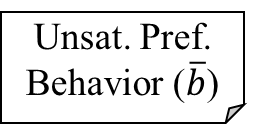 Unsat. Pref.
Behavior (b̄)